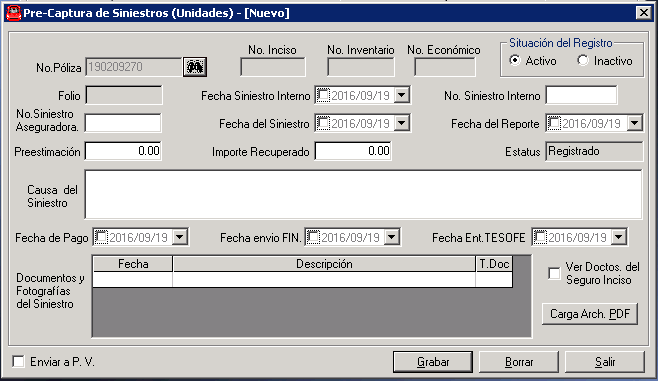 Pre-Captura de Siniestros (Unidades) - [Nuevo]
No. Inciso No. Inventario No. Económico Situación del Registro
No.Póliza 190209270 Activo Inactivo
Folio Fecha Siniestro Interno 2016/09/19 No. Siniestro Interno
No.Siniestro
Aseguradora. Fecha del Siniestro 2016/09/19 Fecha del Reporte 2016/09/19
Preestimación 0.00 Importe Recuperado 0.00 Estatus Registrado
Causa del
Siniestro
Fecha de Pago 2016/09/19 Fecha envio FIN. 2016/09/19 Fecha Ent.TESOFE 2016/09/19
Fecha Descripción T.Doc
Documentos y
Fotografías
del Siniestro
Ver Doctos. del
Seguro Inciso
Carga Arch. PDF
Enviar a P. V. Grabar Borrar Salir